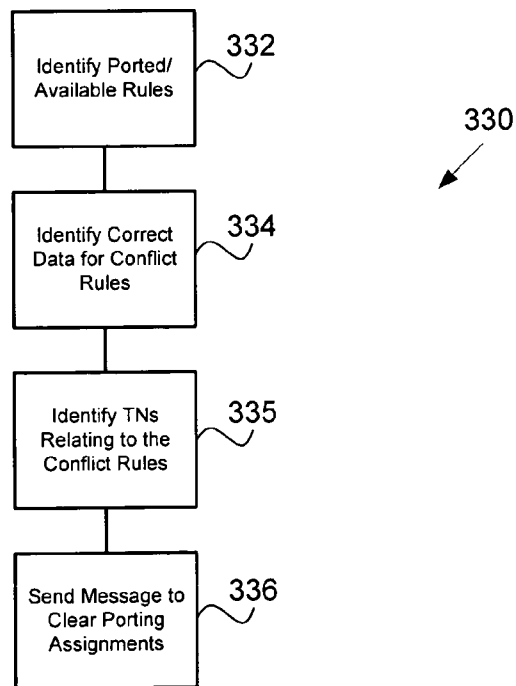 Identify Ported/
Available Rules
332
330
Identify Correct
Data for Conflict
Rules
334
Identify TNs
Relating to the
Conflict Rules
335
Send Message to
Clear Porting
Assignments
336